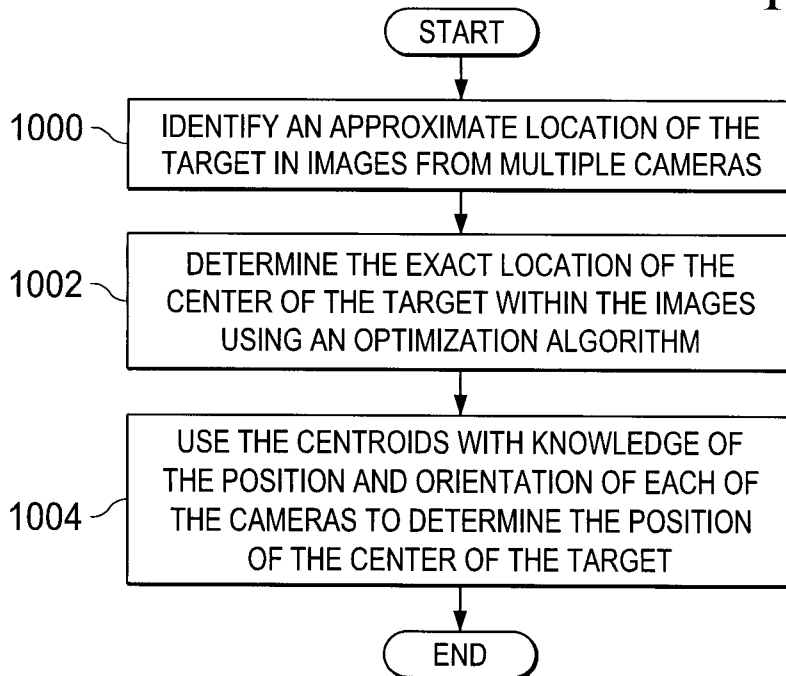 START
1000
IDENTIFY AN APPROXIMATE LOCATION OF THE
TARGET IN IMAGES FROM MULTIPLE CAMERAS
1002
DETERMINE THE EXACT LOCATION OF THE
CENTER OF THE TARGET WITHIN THE IMAGES
USING AN OPTIMIZATION ALGORITHM
1004
USE THE CENTROIDS WITH KNOWLEDGE OF
THE POSITION AND ORIENTATION OF EACH OF
THE CAMERAS TO DETERMINE THE POSITION
OF THE CENTER OF THE TARGET
END